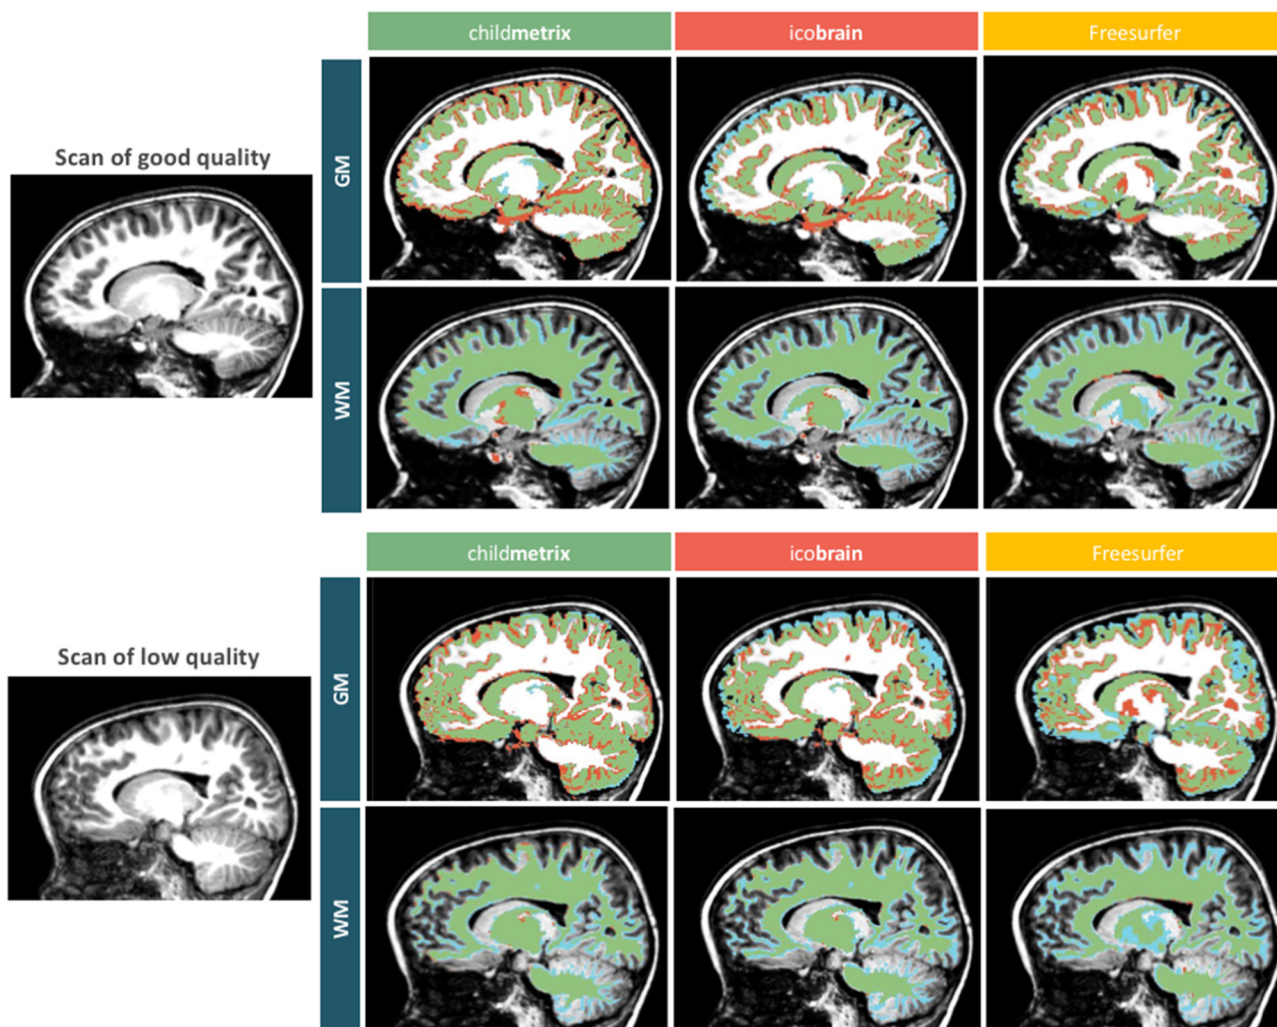 childmetrix icobrain Freesurfer
Scan of good quality
GM
WM
childmetrix icobrain Freesurfer
Scan of low quality
GM
WM